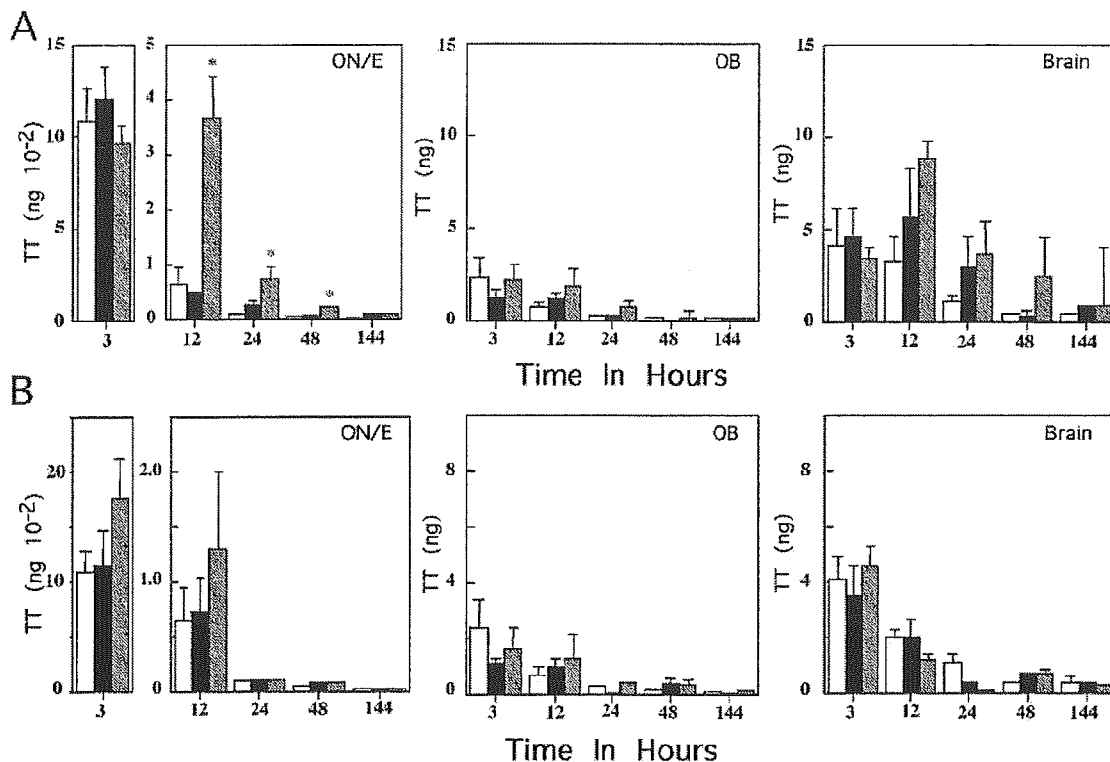 A
ON/E
OB
Brain
TT (ng 10-2)
15
10
5
0
3
5
4
3
2
1
0
*
*
*
12 24 48 144
TT (ng)
15
10
5
0
3 12 24 48 144
TT (ng)
15
10
5
0
3 12 24 48 144
Time In Hours
B
ON/E
OB
Brain
TT (ng 10-2)
20
10
0
3
2.0
1.0
0
12 24 48 144
TT (ng)
8
4
0
3 12 24 48 144
TT (ng)
8
4
0
3 12 24 48 144
Time In Hours